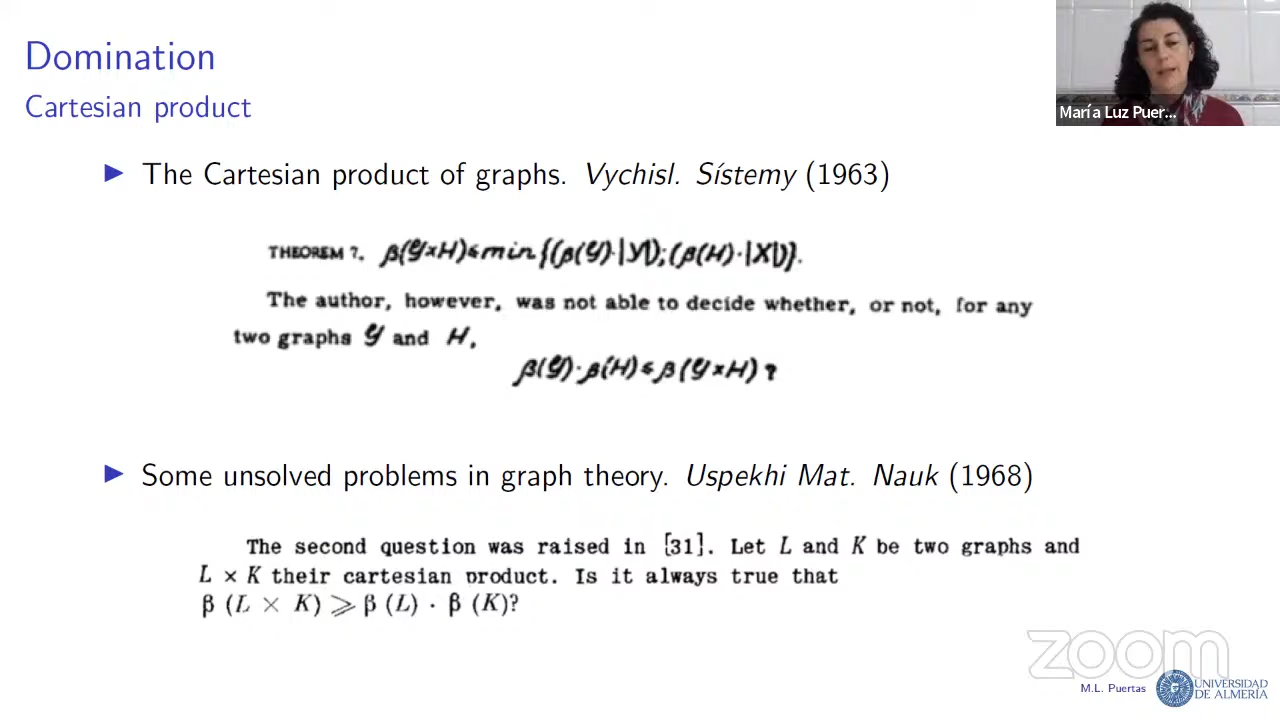 Domination
Cartesian product
María Luz Puer...
▶ The Cartesian product of graphs. Vychisl. Sístemy (1963)
THEOREM 7. β(𝒴×H)≤min{(β(𝒴)·|Y|);(β(H)·|X|)}.
The author, however, was not able to decide whether, or not, for any
two graphs 𝒴 and H,
β(𝒴)·β(H)≤β(𝒴×H)?
▶ Some unsolved problems in graph theory. Uspekhi Mat. Nauk (1968)
The second question was raised in [31]. Let L and K be two graphs and
L × K their cartesian product. Is it always true that
β (L × K) ⩾ β (L) · β (K)?
zoom
M.L. Puertas
UNIVERSIDAD
DE ALMERÍA